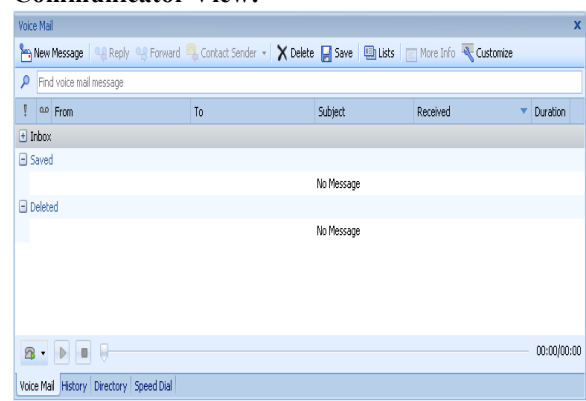 Communicator View.
Voice Mail x
New Message Reply Forward Contact Sender Delete Save Lists More Info Customize
Find voice mail message
! From To Subject Received Duration
Inbox
Saved
No Message
Deleted
No Message
00:00/00:00
Voice Mail History Directory Speed Dial